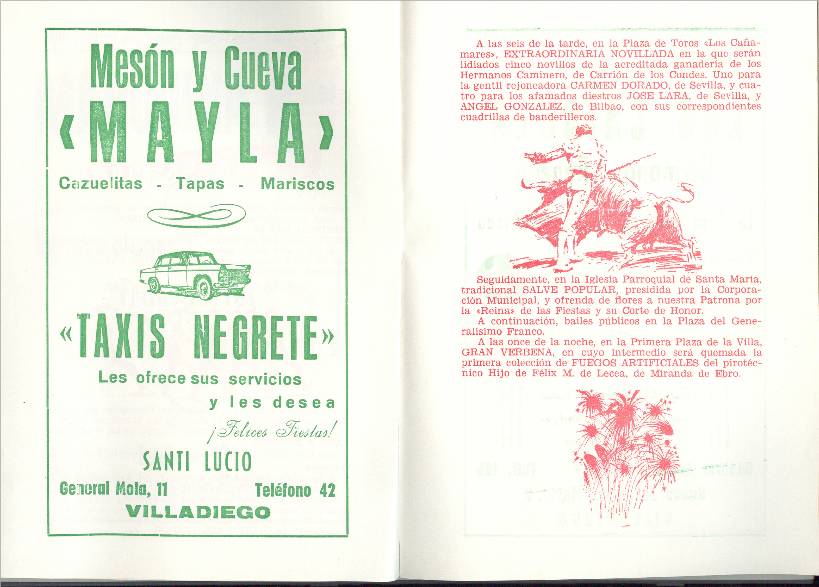 Mesón y Cueva
«MAYLA»
Cazuelitas - Tapas - Mariscos
«TAXIS NEGRETE»
Les ofrece sus servicios
y les desea
¡Felices Fiestas!
SANTI LUCIO
General Mola, 11 Teléfono 42
VILLADIEGO
A las seis de la tarde, en la Plaza de Toros «Los Caña-
mares», EXTRAORDINARIA NOVILLADA en la que serán
lidiados cinco novillos de la acreditada ganadería de los
Hermanos Caminero, de Carrión de los Condes. Uno para
la gentil rejoneadora CARMEN DORADO, de Sevilla, y cua-
tro para los afamados diestros JOSE LARA, de Sevilla, y
ANGEL GONZALEZ, de Bilbao, con sus correspondientes
cuadrillas de banderilleros.
Seguidamente, en la Iglesia Parroquial de Santa María,
tradicional SALVE POPULAR, presidida por la Corpora-
ción Municipal, y ofrenda de flores a nuestra Patrona por
la «Reina» de las Fiestas y su Corte de Honor.
A continuación, bailes públicos en la Plaza del Gene-
ralísimo Franco.
A las once de la noche, en la Primera Plaza de la Villa,
GRAN VERBENA, en cuyo intermedio será quemada la
primera colección de FUEGOS ARTIFICIALES del pirotéc-
nico Hijo de Félix M. de Lecea, de Miranda de Ebro.